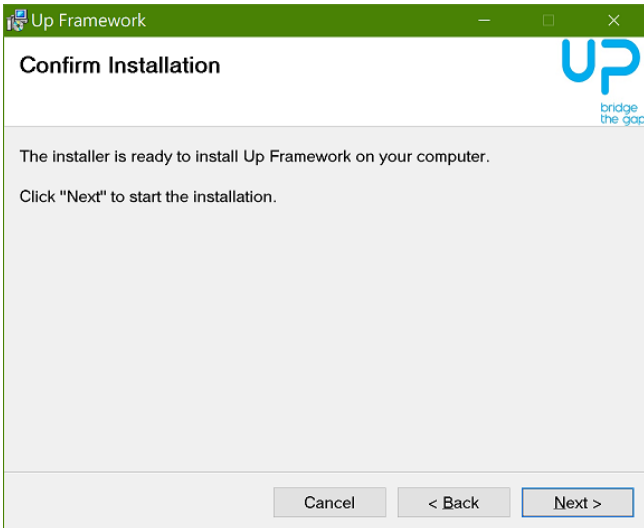 Up Framework
Confirm Installation
UP
bridge
the gap
The installer is ready to install Up Framework on your computer.
Click "Next" to start the installation.
Cancel
< Back
Next >